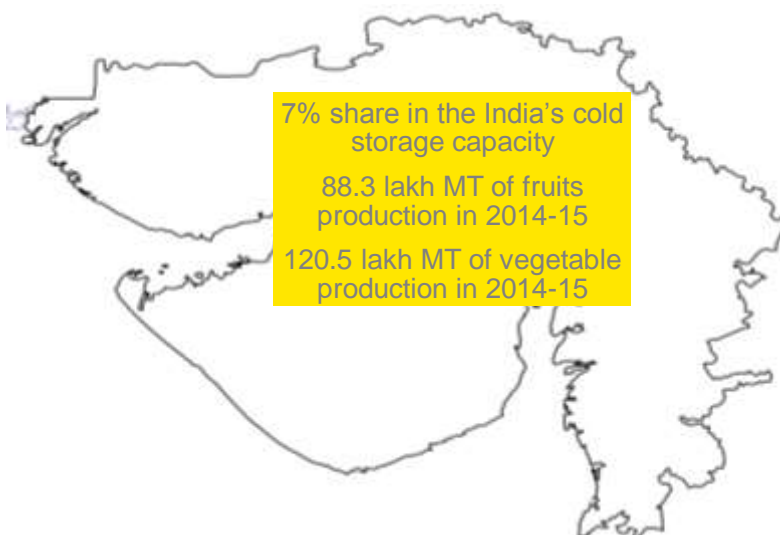 7% share in the India’s cold
storage capacity
88.3 lakh MT of fruits
production in 2014-15
120.5 lakh MT of vegetable
production in 2014-15